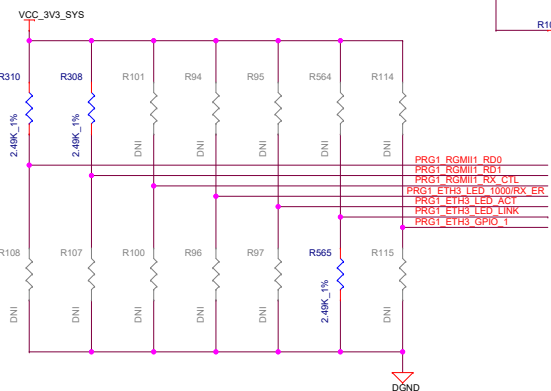 VCC_3V3_SYS
R10
R310
R308
R101
R94
R95
R564
R114
2.49K_1%
2.49K_1%
DNI
DNI
DNI
DNI
DNI
PRG1_RGMII1_RD0
PRG1_RGMII1_RD1
PRG1_RGMII1_RX_CTL
PRG1_ETH3_LED_1000/RX_ER
PRG1_ETH3_LED_ACT
PRG1_ETH3_LED_LINK
PRG1_ETH3_GPIO_1
R108
R107
R100
R96
R97
R565
R115
DNI
DNI
DNI
DNI
DNI
2.49K_1%
DNI
DGND